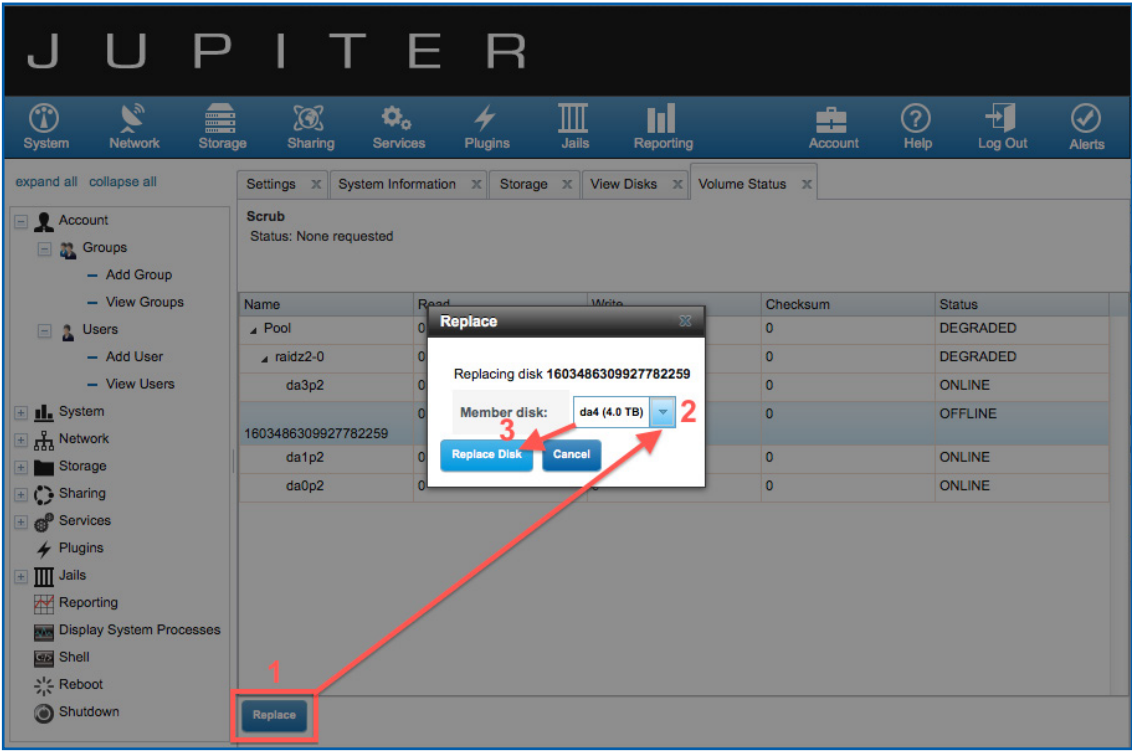 JUPITER
System Network Storage Sharing Services Plugins Jails Reporting Account Help Log Out Alerts
expand all collapse all
Settings System Information Storage View Disks Volume Status
Account
Groups
Add Group
View Groups
Users
Add User
View Users
System
Network
Storage
Sharing
Services
Plugins
Jails
Reporting
Display System Processes
Shell
Reboot
Shutdown
Scrub
Status: None requested
Name Read Write Checksum Status
Pool 0 0 DEGRADED
raidz2-0 0 0 DEGRADED
da3p2 0 0 ONLINE
1603486309927782259 0 0 OFFLINE
da1p2 0 0 ONLINE
da0p2 0 0 0 ONLINE
Replace
Replacing disk 1603486309927782259
Member disk: da4 (4.0 TB) 2
3
Replace Disk Cancel
1
Replace